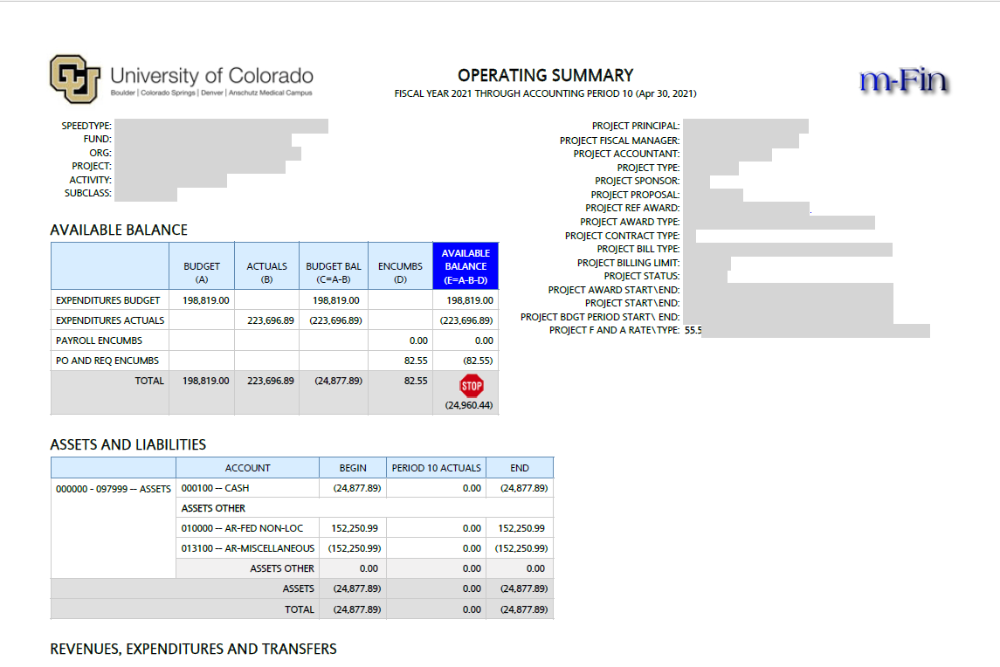 University of Colorado
Boulder | Colorado Springs | Denver | Anschutz Medical Campus
OPERATING SUMMARY
FISCAL YEAR 2021 THROUGH ACCOUNTING PERIOD 10 (Apr 30, 2021)
m-Fin
SPEEDTYPE:
FUND:
ORG:
PROJECT:
ACTIVITY:
SUBCLASS:
PROJECT PRINCIPAL:
PROJECT FISCAL MANAGER:
PROJECT ACCOUNTANT:
PROJECT TYPE:
PROJECT SPONSOR:
PROJECT PROPOSAL:
PROJECT REF AWARD: .
PROJECT AWARD TYPE:
PROJECT CONTRACT TYPE:
PROJECT BILL TYPE:
PROJECT BILLING LIMIT:
PROJECT STATUS:
PROJECT AWARD START\END:
PROJECT START\END:
PROJECT BDGT PERIOD START\ END:
PROJECT F AND A RATE\TYPE: 55.5
AVAILABLE BALANCE
BUDGET (A) ACTUALS (B) BUDGET BAL (C=A-B) ENCUMBS (D) AVAILABLE BALANCE (E=A-B-D)
EXPENDITURES BUDGET 198,819.00 198,819.00 198,819.00
EXPENDITURES ACTUALS 223,696.89 (223,696.89) (223,696.89)
PAYROLL ENCUMBS 0.00 0.00
PO AND REQ ENCUMBS 82.55 (82.55)
TOTAL 198,819.00 223,696.89 (24,877.89) 82.55 STOP
(24,960.44)
ASSETS AND LIABILITIES
ACCOUNT BEGIN PERIOD 10 ACTUALS END
000000 - 097999 -- ASSETS 000100 -- CASH (24,877.89) 0.00 (24,877.89)
ASSETS OTHER
010000 -- AR-FED NON-LOC 152,250.99 0.00 152,250.99
013100 -- AR-MISCELLANEOUS (152,250.99) 0.00 (152,250.99)
ASSETS OTHER 0.00 0.00 0.00
ASSETS (24,877.89) 0.00 (24,877.89)
TOTAL (24,877.89) 0.00 (24,877.89)
REVENUES, EXPENDITURES AND TRANSFERS